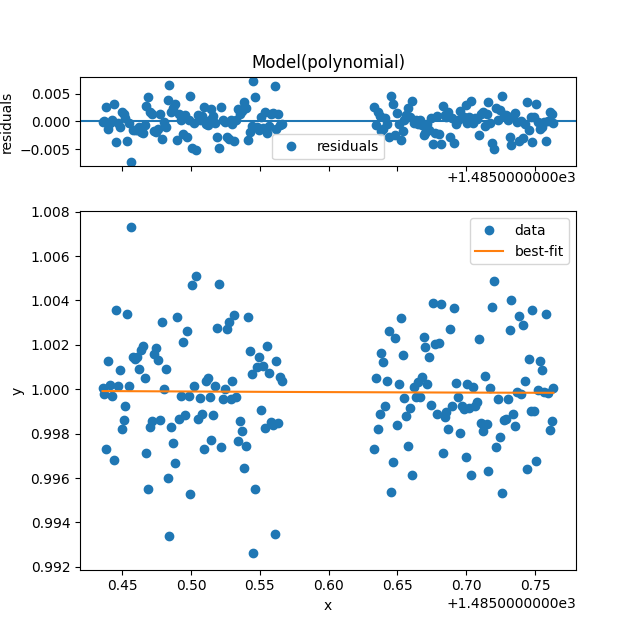 Model(polynomial)
residuals
0.005
0.000
−0.005
residuals
+1.4850000000e3
y
1.008
1.006
1.004
1.002
1.000
0.998
0.996
0.994
0.992
data
best-fit
0.45 0.50 0.55 0.60 0.65 0.70 0.75
x
+1.4850000000e3